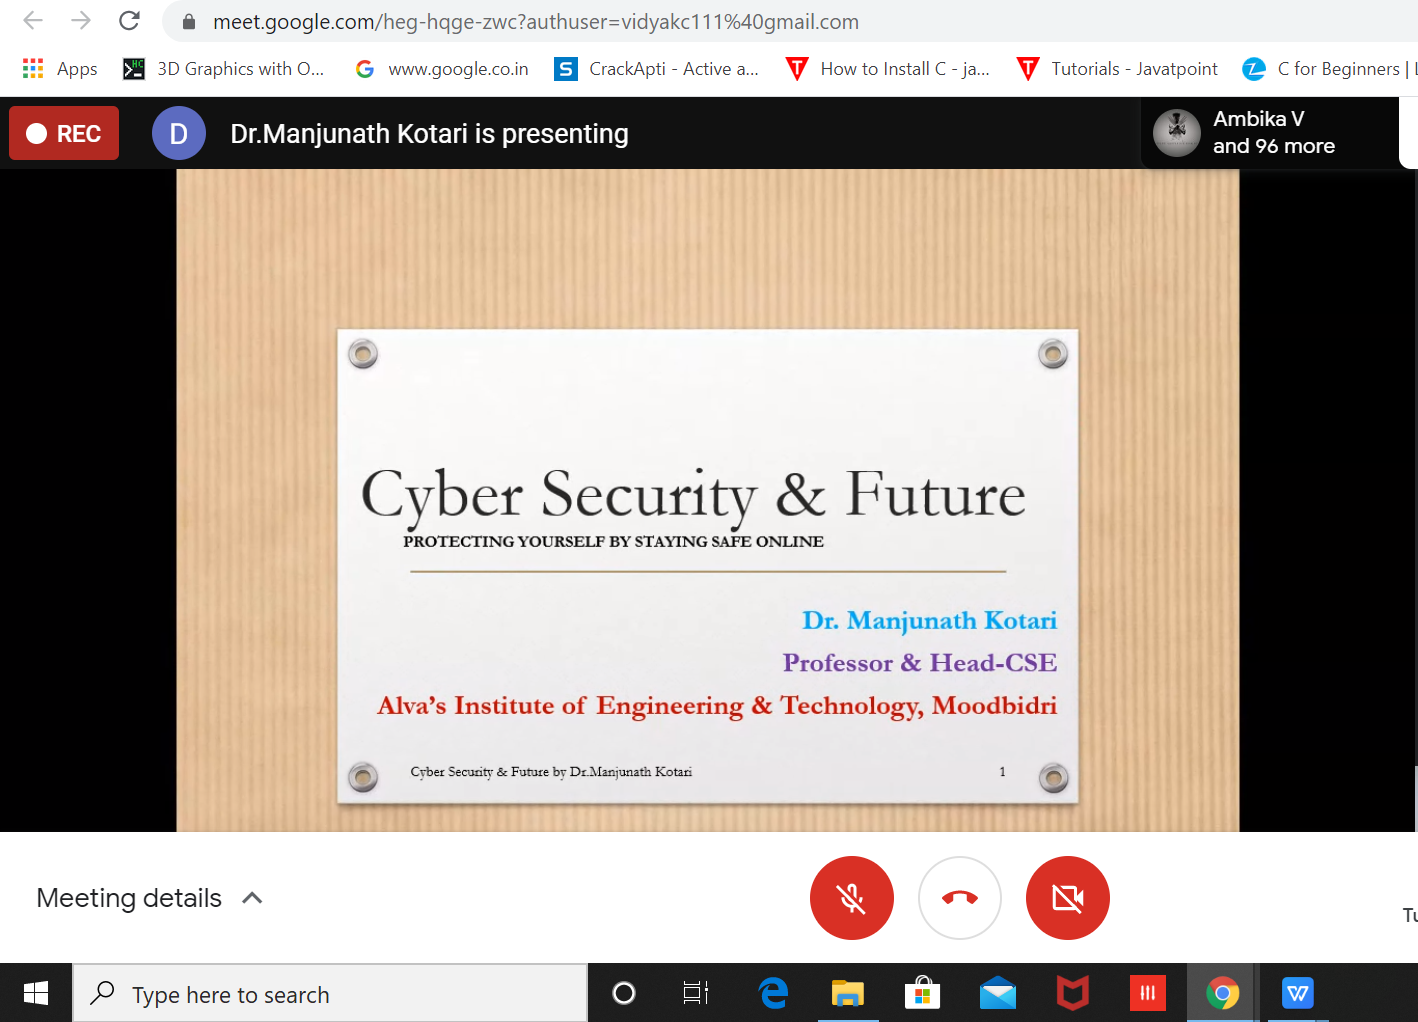 meet.google.com/heg-hqge-zwc?authuser=vidyakc111%40gmail.com
Apps
3D Graphics with O...
www.google.co.in
S
CrackApti - Active a...
How to Install C - ja...
Tutorials - Javatpoint
C for Beginners |
REC
D
Dr.Manjunath Kotari is presenting
Ambika V
and 96 more
Cyber Security & Future
PROTECTING YOURSELF BY STAYING SAFE ONLINE
Dr. Manjunath Kotari
Professor & Head-CSE
Alva's Institute of Engineering & Technology, Moodbidri
Cyber Security & Future by Dr.Manjunath Kotari
1
Meeting details
Type here to search